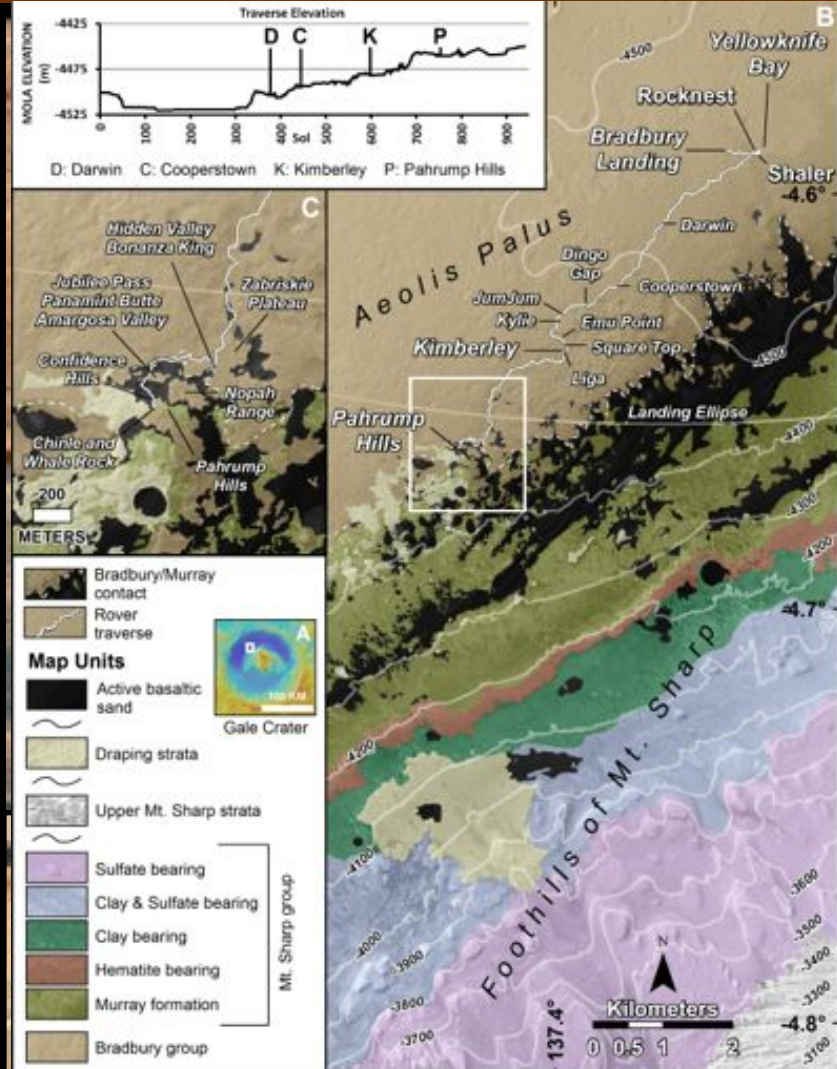 Traverse Elevation
MOLA ELEVATION
(m)
-4425
-4475
-4525
D
C
K
P
0
100
200
300
400
500
600
700
800
900
Sol
D: Darwin C: Cooperstown K: Kimberley P: Pahrump Hills
B
-4500
Yellowknife
Bay
Rocknest
Bradbury
Landing
Shaler
-4.6°
Aeolis Palus
Darwin
Dingo
Gap
Cooperstown
JumJum
Kylie
Emu Point
Kimberley
Square Top
Liga
-4500
Landing Ellipse
Pahrump
Hills
-4400
-4300
-4200
-4.7°
Foothills of Mt. Sharp
-4200
-4100
-4000
-3900
-3800
-3700
-3600
-3500
-3400
-3300
-3100
N
Kilometers
0 0.5 1 2
137.4°
-4.8°
C
Hidden Valley
Bonanza King
Jubilee Pass
Panamint Butte
Amargosa Valley
Zabriskie
Plateau
Confidence
Hills
Nopah
Range
Chinle and
Whale Rock
Pahrump
Hills
200
METERS
Bradbury/Murray
contact
Rover
traverse
Map Units
Active basaltic
sand
Draping strata
Upper Mt. Sharp strata
Sulfate bearing
Clay & Sulfate bearing
Clay bearing
Hematite bearing
Murray formation
Mt. Sharp group
Bradbury group
A
B
100 KM
Gale Crater